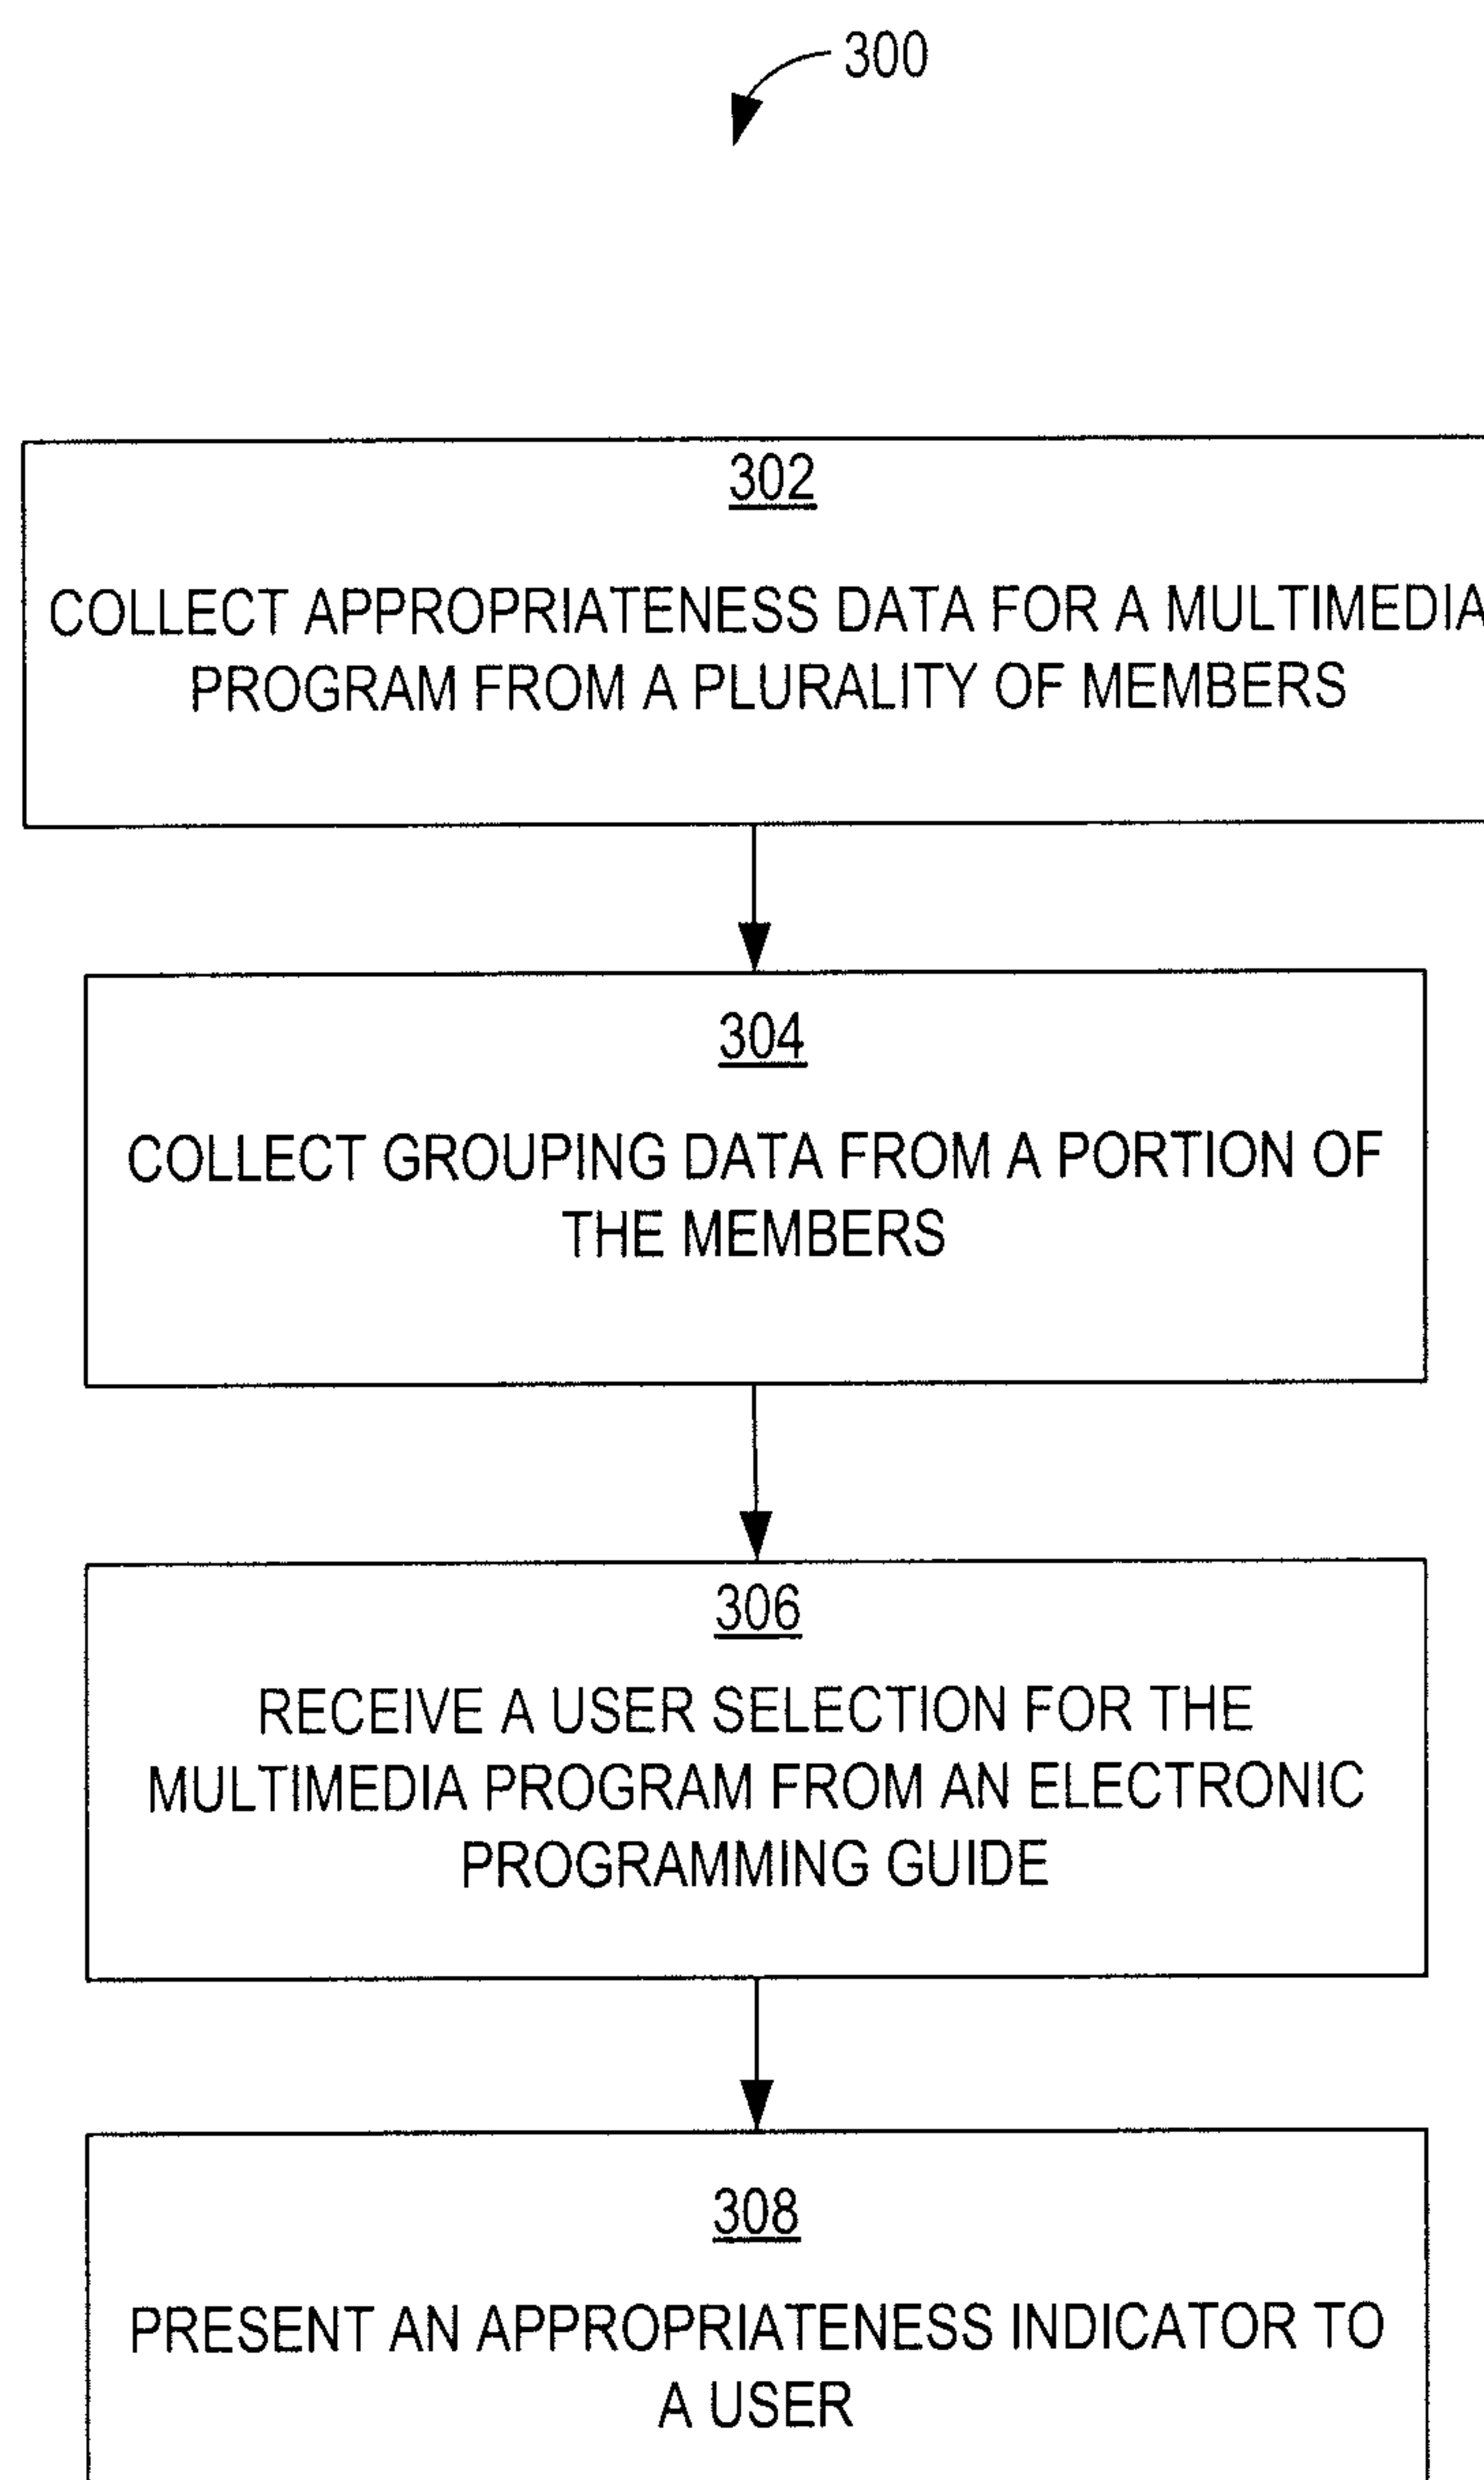 300
302
COLLECT APPROPRIATENESS DATA FOR A MULTIMEDIA
PROGRAM FROM A PLURALITY OF MEMBERS
304
COLLECT GROUPING DATA FROM A PORTION OF
THE MEMBERS
306
RECEIVE A USER SELECTION FOR THE
MULTIMEDIA PROGRAM FROM AN ELECTRONIC
PROGRAMMING GUIDE
308
PRESENT AN APPROPRIATENESS INDICATOR TO
A USER